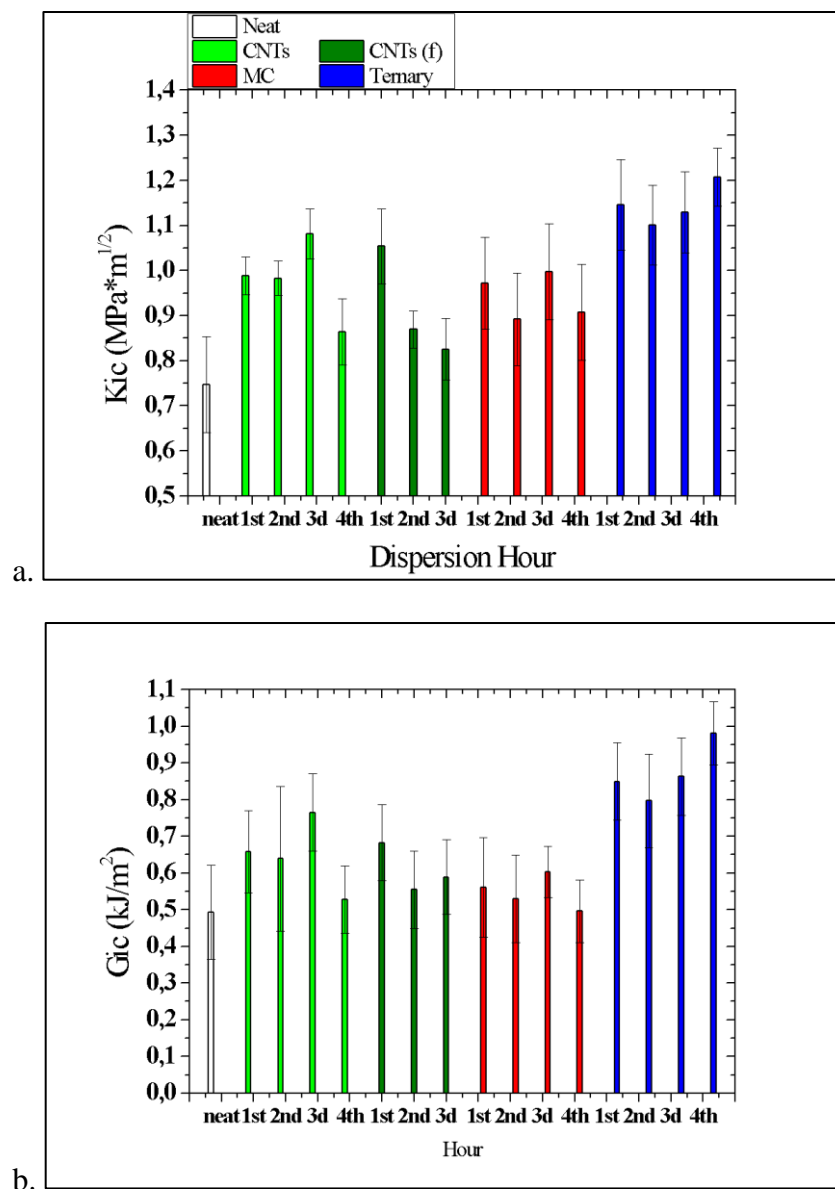 Neat
CNTs
CNTs (f)
MC
Ternary
1,4
1,3
1,2
1,1
1,0
0,9
0,8
0,7
0,6
0,5
Kic (MPa*m^1/2)
neat 1st 2nd 3d 4th 1st 2nd 3d 1st 2nd 3d 4th 1st 2nd 3d 4th
Dispersion Hour
a.
1,1
1,0
0,9
0,8
0,7
0,6
0,5
0,4
0,3
0,2
0,1
0,0
Gic (kJ/m²)
neat 1st 2nd 3d 4th 1st 2nd 3d 1st 2nd 3d 4th 1st 2nd 3d 4th
Hour
b.